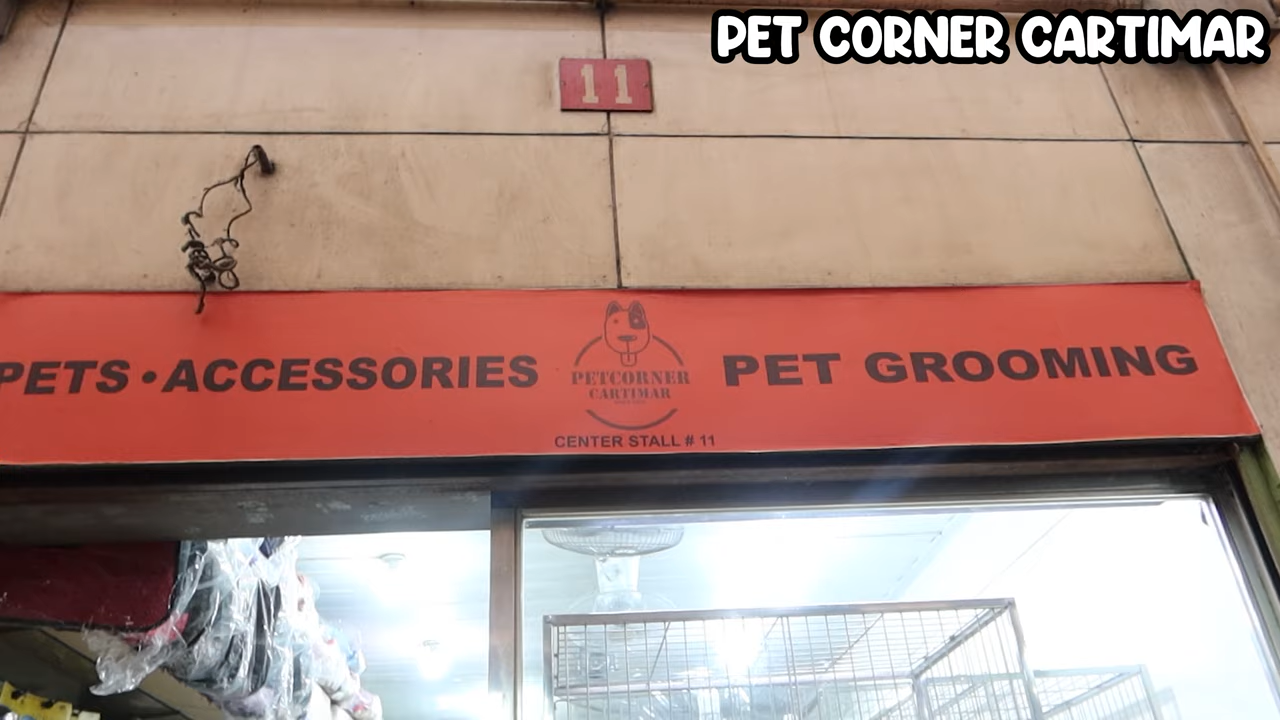 PET CORNER CARTIMAR
11
PETS • ACCESSORIES
PETCORNER
CARTIMAR
PET GROOMING
CENTER STALL # 11